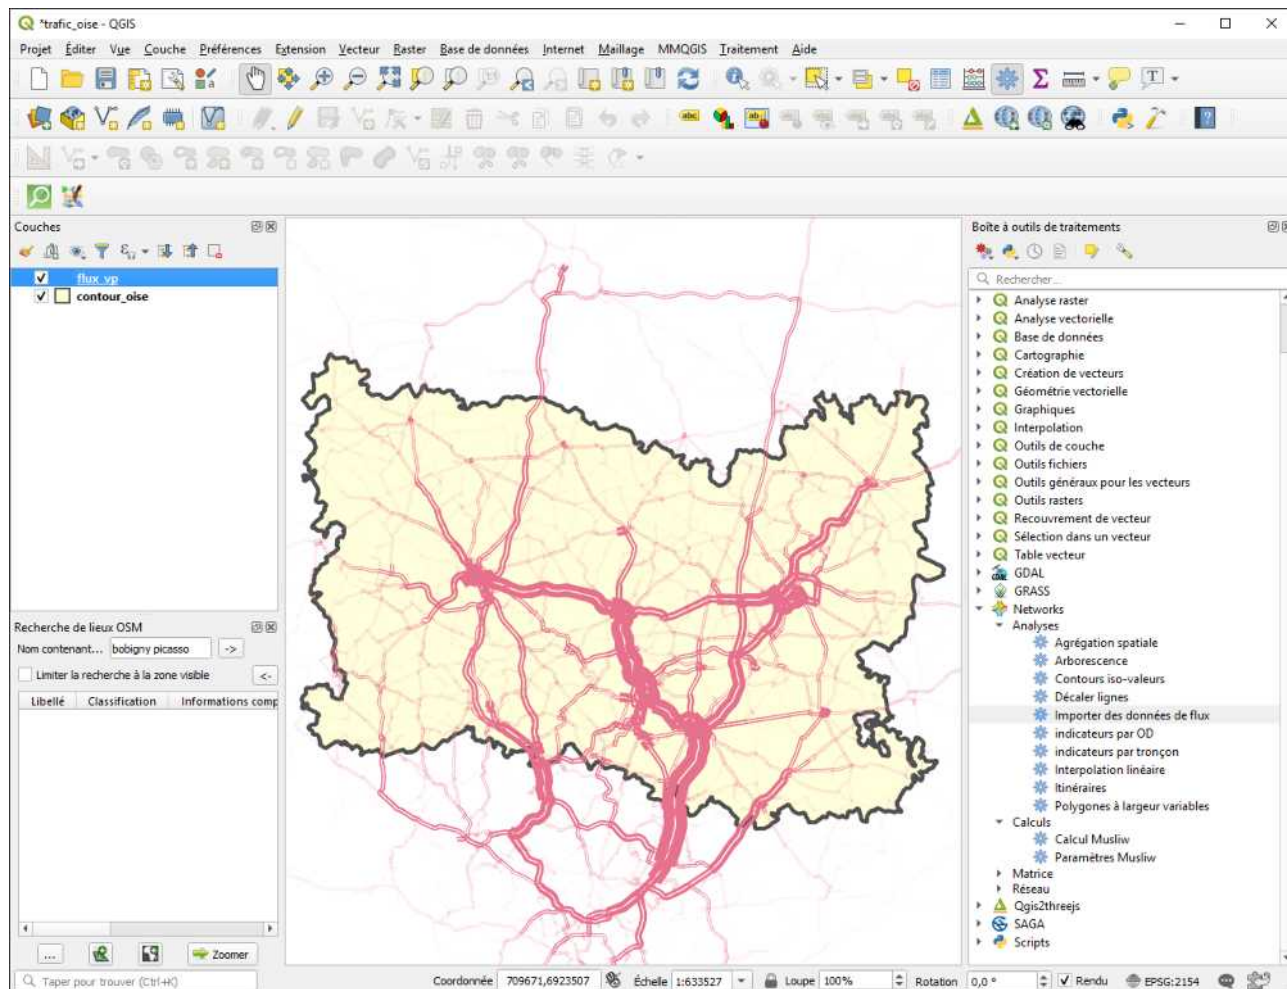 *trafic_oise - QGIS
Projet Éditer Vue Couche Préférences Extension Vecteur Raster Base de données Internet Maillage MMQGIS Traitement Aide
Couches
flux_vp
contour_oise
Recherche de lieux OSM
Nom contenant... bobigny picasso ->
Limiter la recherche à la zone visible <-
Libellé Classification Informations comp
... Zoomer
Boîte à outils de traitements
Rechercher...
Analyse raster
Analyse vectorielle
Base de données
Cartographie
Création de vecteurs
Géométrie vectorielle
Graphiques
Interpolation
Outils de couche
Outils fichiers
Outils généraux pour les vecteurs
Outils rasters
Recouvrement de vecteur
Sélection dans un vecteur
Table vecteur
GDAL
GRASS
Networks
Analyses
Agrégation spatiale
Arborescence
Contours iso-valeurs
Décaler lignes
Importer des données de flux
indicateurs par OD
indicateurs par tronçon
Interpolation linéaire
Itinéraires
Polygones à largeur variables
Calculs
Calcul Musliw
Paramètres Musliw
Matrice
Réseau
Qgis2threejs
SAGA
Scripts
Taper pour trouver (Ctrl+K) Coordonnée 709671,6923507 Échelle 1:633527 Loupe 100% Rotation 0,0 ° Rendu EPSG:2154